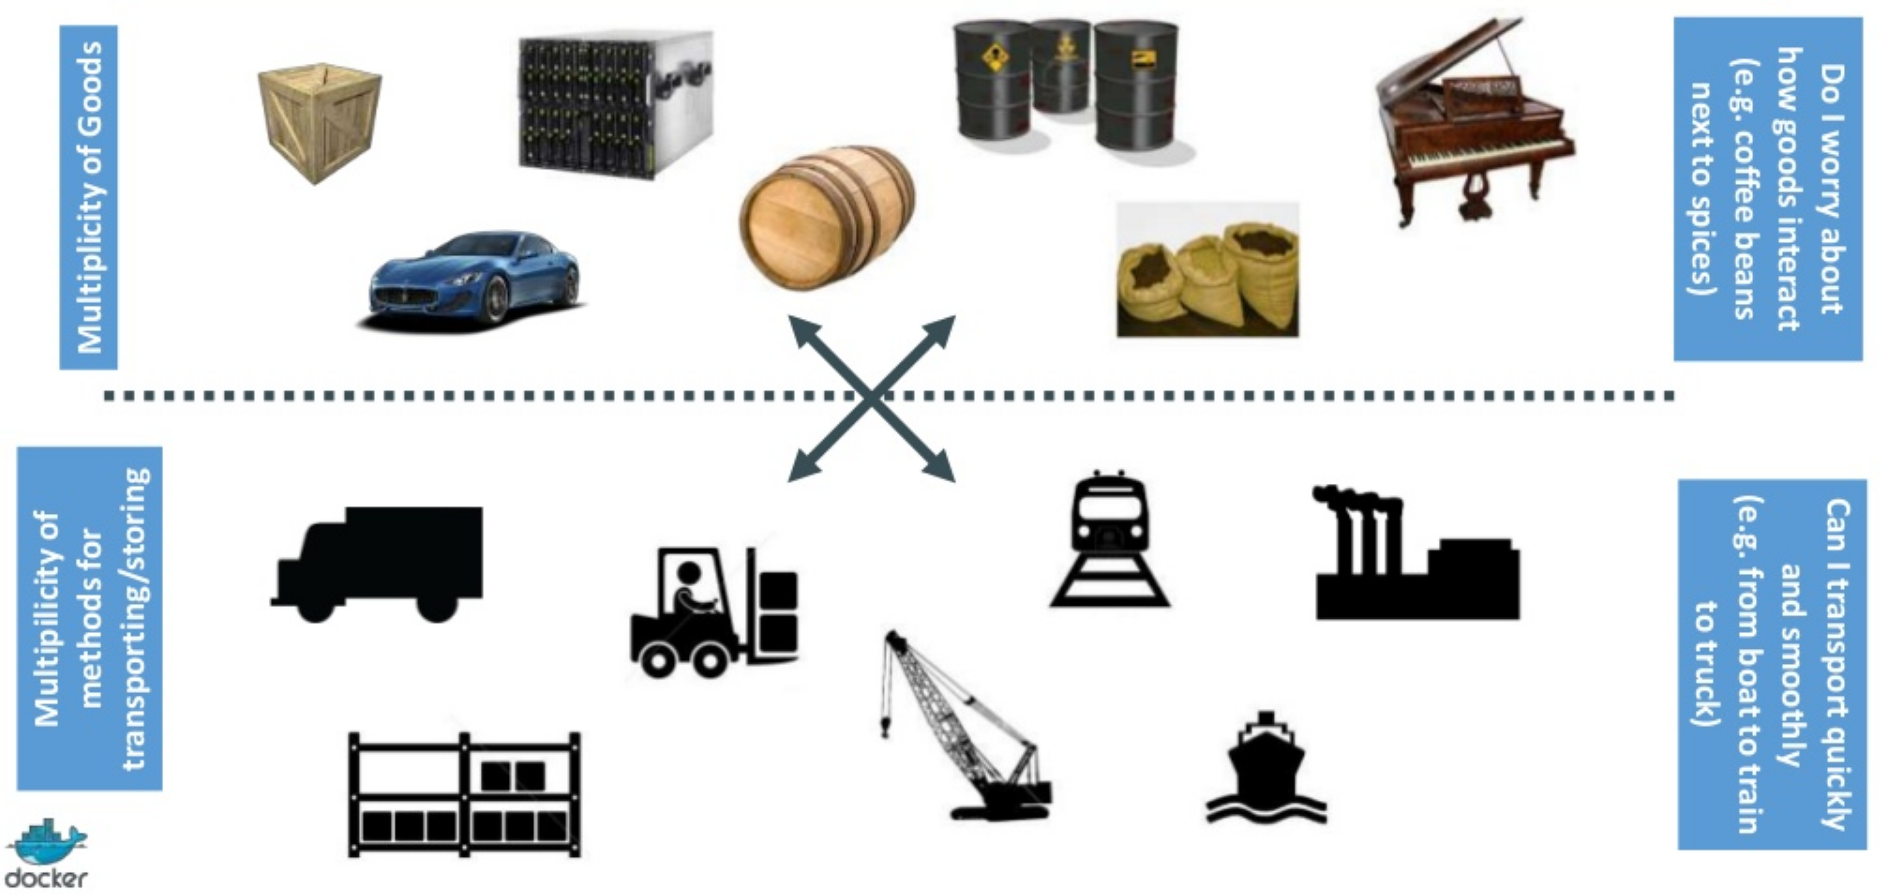 Multiplicity of Goods
Do I worry about
how goods interact
(e.g. coffee beans
next to spices)
Multipilicity of
methods for
transporting/storing
Can I transport quickly
and smoothly
(e.g. from boat to train
to truck)
docker